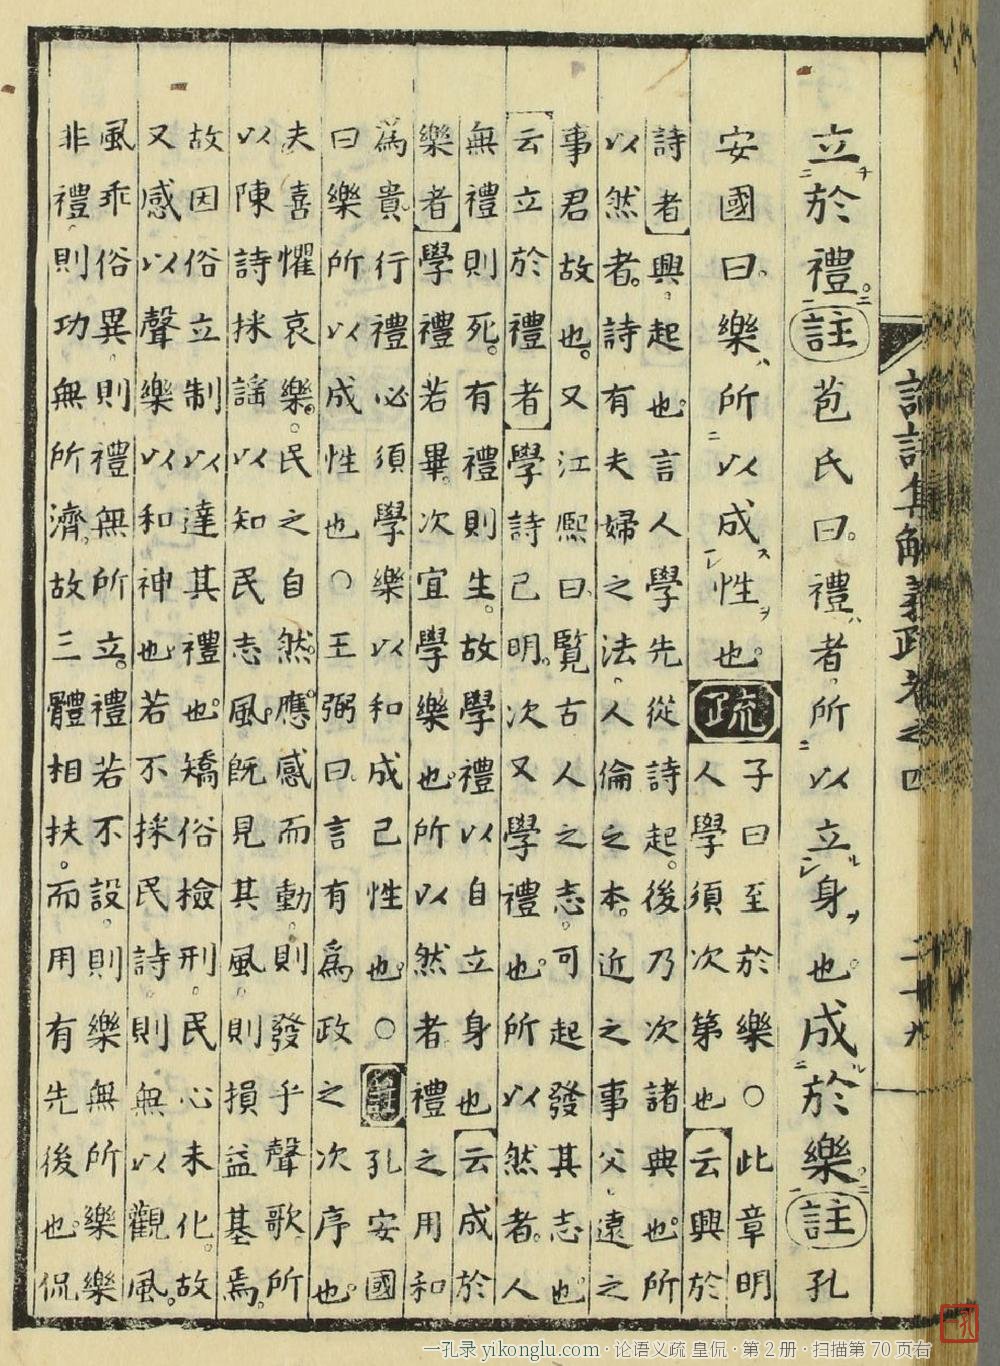 論語集解義疏卷之四 二十九
立於禮註苞氏曰禮者所以立身也成於樂註孔
安國曰樂所以成性也疏
子曰至於樂○此章明
人學須次第也云興於
詩者興起也言人學先從詩起後乃次諸典也所
以然者詩有夫婦之法人倫之本近之事父遠之
事君故也又江熙曰覽古人之志可起發其志也
云立於禮者學詩已明次又學禮也所以然者人
無禮則死有禮則生故學禮以自立身也云成於
樂者學禮若畢次宜學樂也所以然者禮之用和
為貴行禮必須學樂以和成己性也○註孔安國
曰樂所以成性也○王弼曰言有為政之次序也
夫喜懼哀樂民之自然應感而動則發乎聲歌所
以陳詩採謠以知民志風既見其風則損益基焉
故因俗立制以達其禮也矯俗檢刑民心未化故
又感以聲樂以和神也若不採民詩則無以觀風
風乖俗異則禮無所立禮若不設則樂無所樂樂
非禮則功無所濟故三體相扶而用有先後也侃
一孔录 yikonglu.com · 论语义疏 皇侃 · 第 2 册 · 扫描第 70 页右